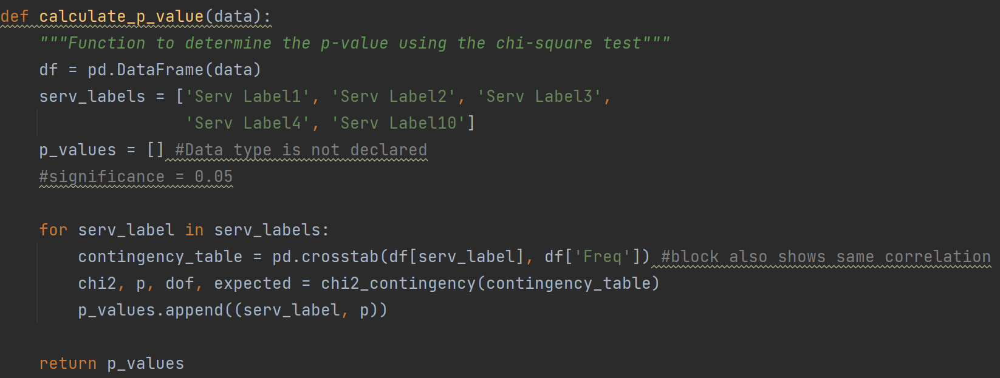 def calculate_p_value(data):
    """Function to determine the p-value using the chi-square test"""
    df = pd.DataFrame(data)
    serv_labels = ['Serv Label1', 'Serv Label2', 'Serv Label3',
                   'Serv Label4', 'Serv Label10']
    p_values = [] #Data type is not declared
    #significance = 0.05
    for serv_label in serv_labels:
        contingency_table = pd.crosstab(df[serv_label], df['Freq']) #block also shows same correlation
        chi2, p, dof, expected = chi2_contingency(contingency_table)
        p_values.append((serv_label, p))
    return p_values